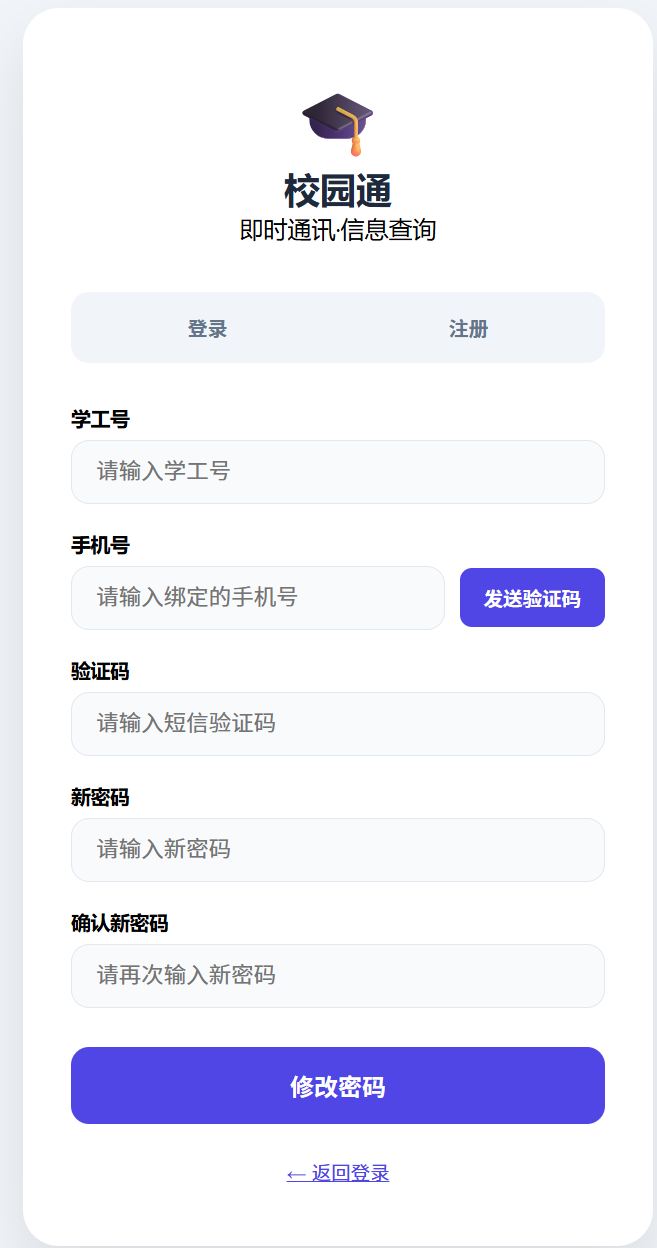 校园通
即时通讯·信息查询
登录 注册
学工号
请输入学工号
手机号
请输入绑定的手机号 发送验证码
验证码
请输入短信验证码
新密码
请输入新密码
确认新密码
请再次输入新密码
修改密码
← 返回登录